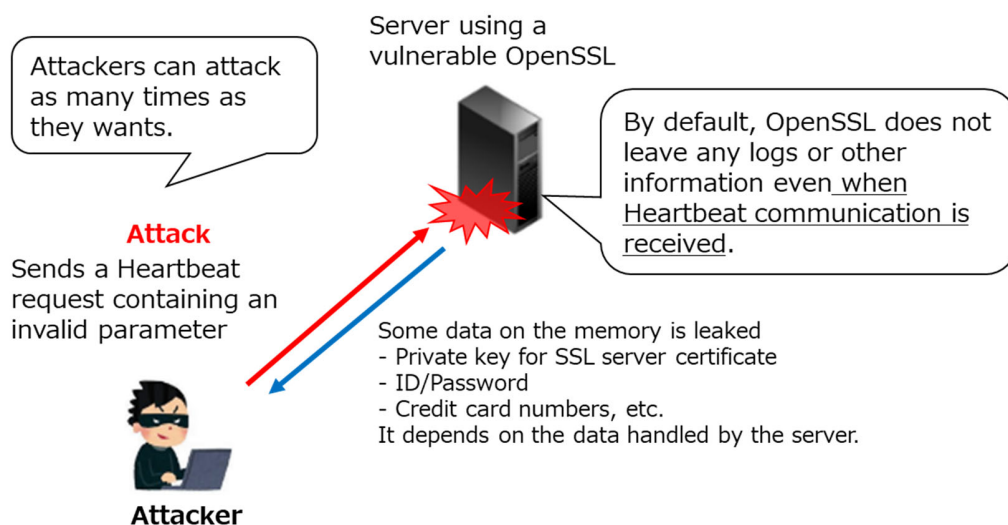 Server using a
vulnerable OpenSSL
Attackers can attack
as many times as
they wants.
By default, OpenSSL does not
leave any logs or other
information even when
Heartbeat communication is
received.
Attack
Sends a Heartbeat
request containing an
invalid parameter
Some data on the memory is leaked
- Private key for SSL server certificate
- ID/Password
- Credit card numbers, etc.
It depends on the data handled by the server.
Attacker